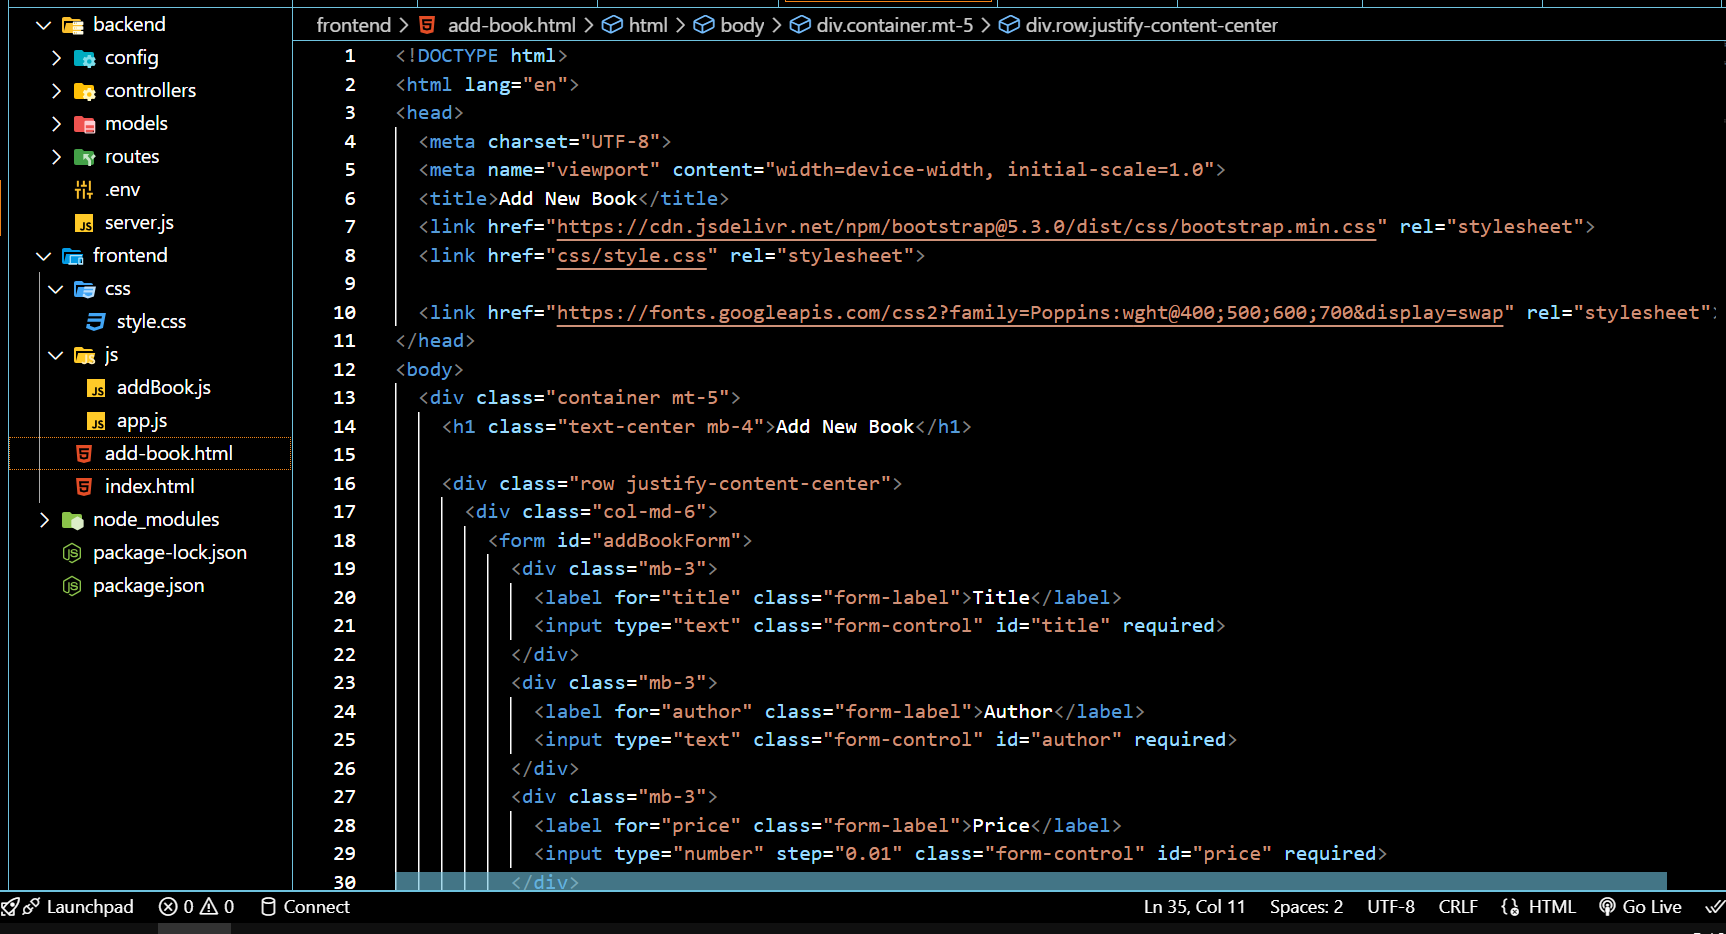 backend
config
controllers
models
routes
.env
server.js
frontend
css
style.css
js
addBook.js
app.js
add-book.html
index.html
node_modules
package-lock.json
package.json
frontend > add-book.html > html > body > div.container.mt-5 > div.row.justify-content-center
1 <!DOCTYPE html>
2 <html lang="en">
3 <head>
4 <meta charset="UTF-8">
5 <meta name="viewport" content="width=device-width, initial-scale=1.0">
6 <title>Add New Book</title>
7 <link href="https://cdn.jsdelivr.net/npm/bootstrap@5.3.0/dist/css/bootstrap.min.css" rel="stylesheet">
8 <link href="css/style.css" rel="stylesheet">
9
10 <link href="https://fonts.googleapis.com/css2?family=Poppins:wght@400;500;600;700&display=swap" rel="stylesheet">
11 </head>
12 <body>
13 <div class="container mt-5">
14 <h1 class="text-center mb-4">Add New Book</h1>
15
16 <div class="row justify-content-center">
17 <div class="col-md-6">
18 <form id="addBookForm">
19 <div class="mb-3">
20 <label for="title" class="form-label">Title</label>
21 <input type="text" class="form-control" id="title" required>
22 </div>
23 <div class="mb-3">
24 <label for="author" class="form-label">Author</label>
25 <input type="text" class="form-control" id="author" required>
26 </div>
27 <div class="mb-3">
28 <label for="price" class="form-label">Price</label>
29 <input type="number" step="0.01" class="form-control" id="price" required>
30 </div>
Launchpad 0 0 Connect Ln 35, Col 11 Spaces: 2 UTF-8 CRLF HTML Go Live